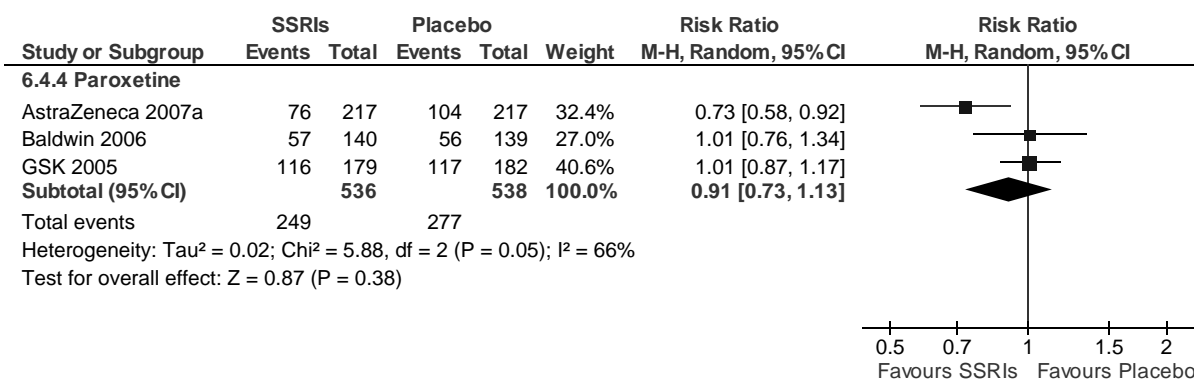 SSRIs Placebo Risk Ratio Risk Ratio
Study or Subgroup Events Total Events Total Weight M-H, Random, 95% CI M-H, Random, 95% CI
6.4.4 Paroxetine
AstraZeneca 2007a 76 217 104 217 32.4% 0.73 [0.58, 0.92]
Baldwin 2006 57 140 56 139 27.0% 1.01 [0.76, 1.34]
GSK 2005 116 179 117 182 40.6% 1.01 [0.87, 1.17]
Subtotal (95% CI) 536 538 100.0% 0.91 [0.73, 1.13]
Total events 249 277
Heterogeneity: Tau² = 0.02; Chi² = 5.88, df = 2 (P = 0.05); I² = 66%
Test for overall effect: Z = 0.87 (P = 0.38)
0.5 0.7 1 1.5 2
Favours SSRIs Favours Placebo